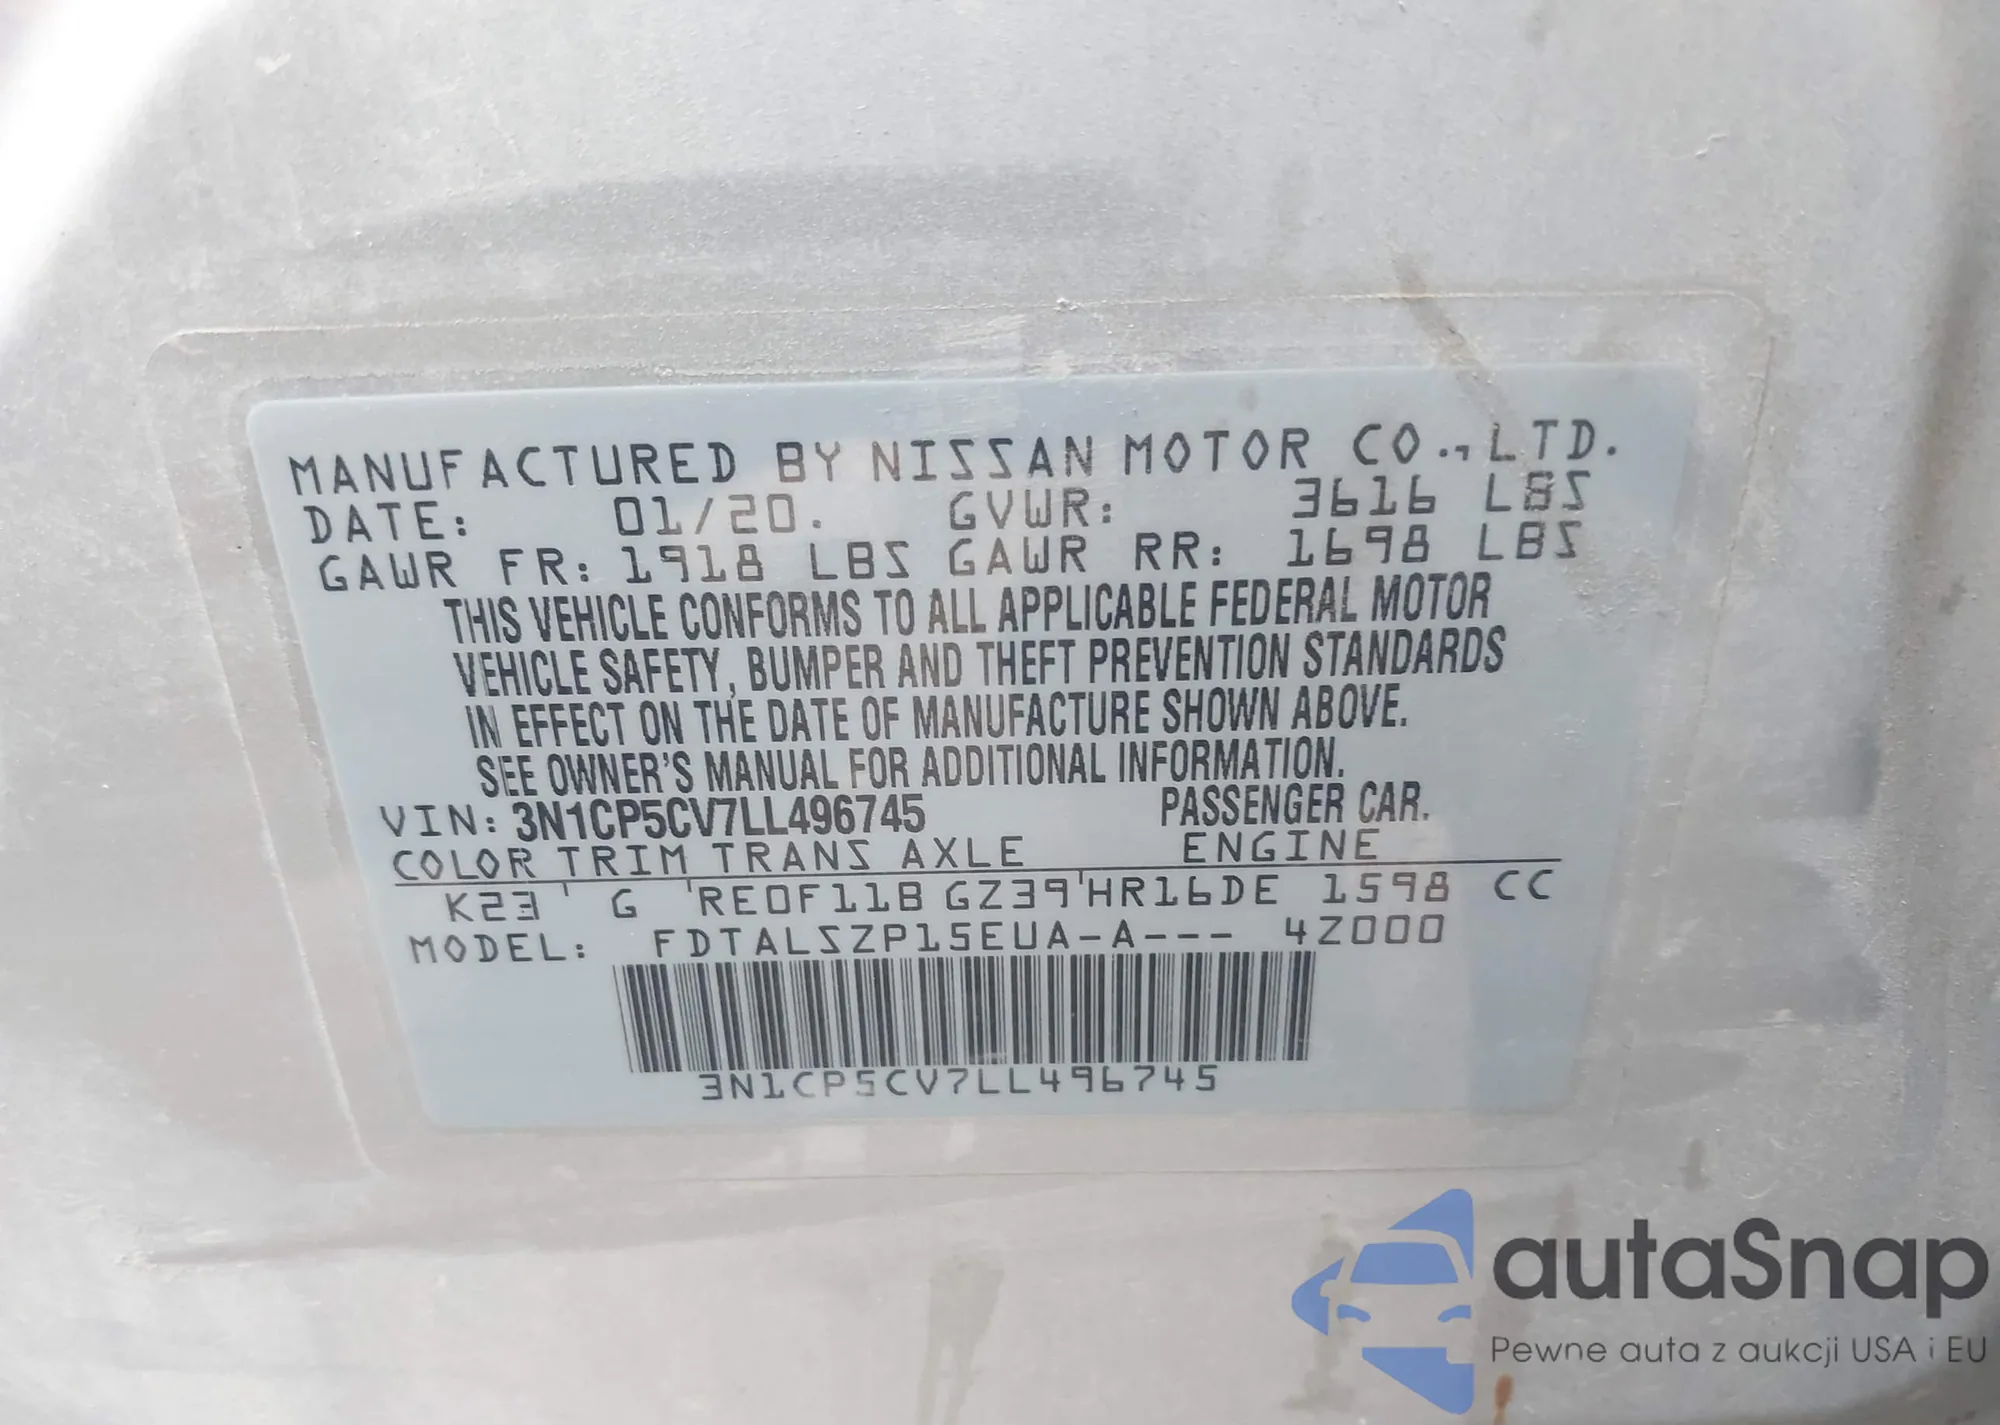 MANUFACTURED BY NISSAN MOTOR CO., LTD.
DATE: 01/20. GVWR: 3616 LBS
GAWR FR: 1918 LBS GAWR RR: 1698 LBS
THIS VEHICLE CONFORMS TO ALL APPLICABLE FEDERAL MOTOR
VEHICLE SAFETY, BUMPER AND THEFT PREVENTION STANDARDS
IN EFFECT ON THE DATE OF MANUFACTURE SHOWN ABOVE.
SEE OWNER'S MANUAL FOR ADDITIONAL INFORMATION.
VIN: 3N1CP5CV7LL496745 PASSENGER CAR.
COLOR TRIM TRANS AXLE ENGINE
K23 ' G 'RE0F11B GZ39'HR16DE 1598 CC
MODEL: FDTALSZP15EUA-A--- 4Z000
3N1CP5CV7LL496745
autaSnap
Pewne auta z aukcji USA i EU